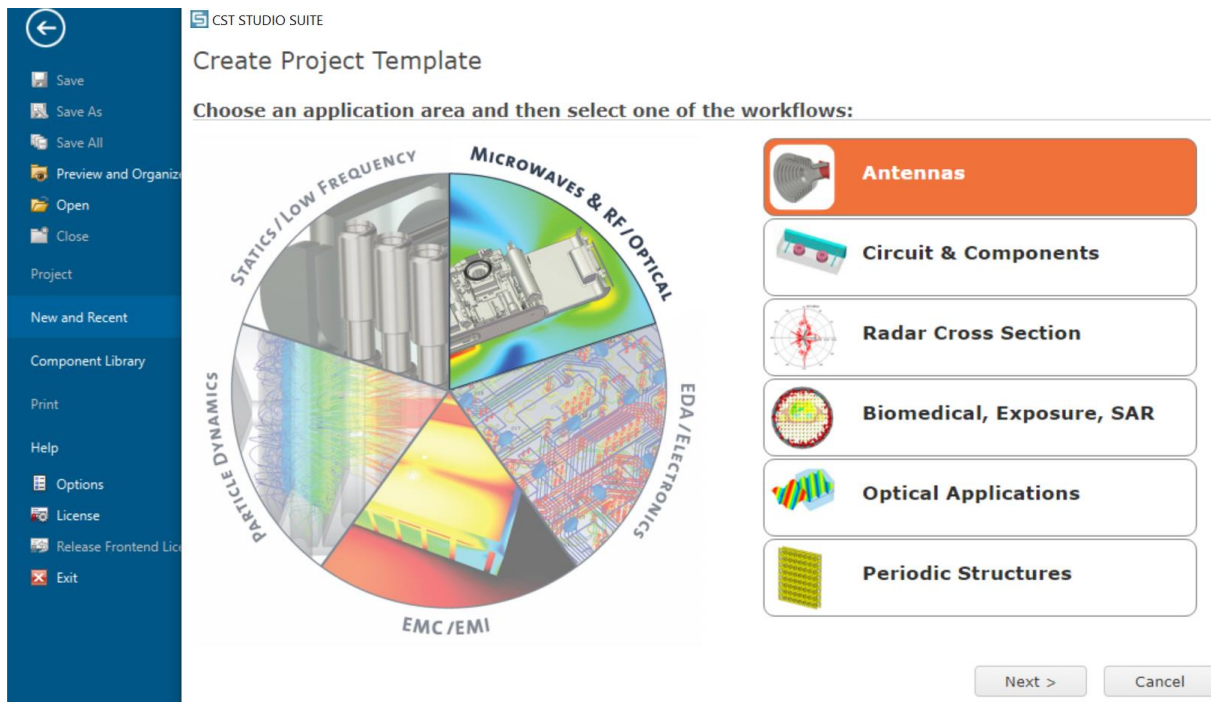 CST STUDIO SUITE
Create Project Template
Choose an application area and then select one of the workflows:
Save
Save As
Save All
Preview and Organize
Open
Close
Project
New and Recent
Component Library
Print
Help
Options
License
Release Frontend Lice
Exit
STATICS/LOW FREQUENCY
MICROWAVES & RF/OPTICAL
EDA/ELECTRONICS
EMC/EMI
PARTICLE DYNAMICS
Antennas
Circuit & Components
Radar Cross Section
Biomedical, Exposure, SAR
Optical Applications
Periodic Structures
Next >
Cancel